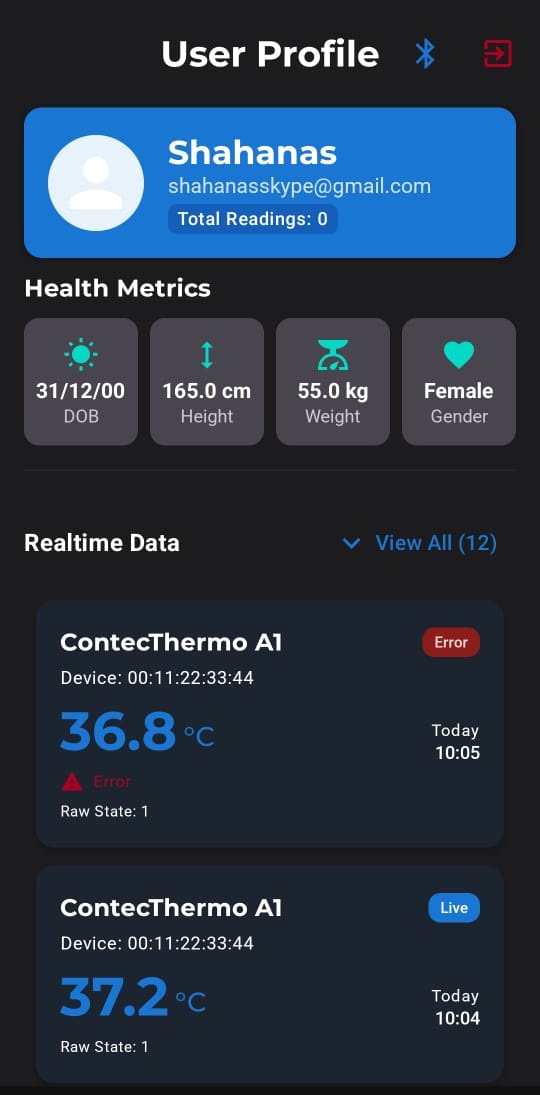 User Profile
Shahanas
shahanasskype@gmail.com
Total Readings: 0
Health Metrics
31/12/00
DOB
165.0 cm
Height
55.0 kg
Weight
Female
Gender
Realtime Data
View All (12)
ContecThermo A1
Error
Device: 00:11:22:33:44
36.8 °C
Today
10:05
Error
Raw State: 1
ContecThermo A1
Live
Device: 00:11:22:33:44
37.2 °C
Today
10:04
Raw State: 1